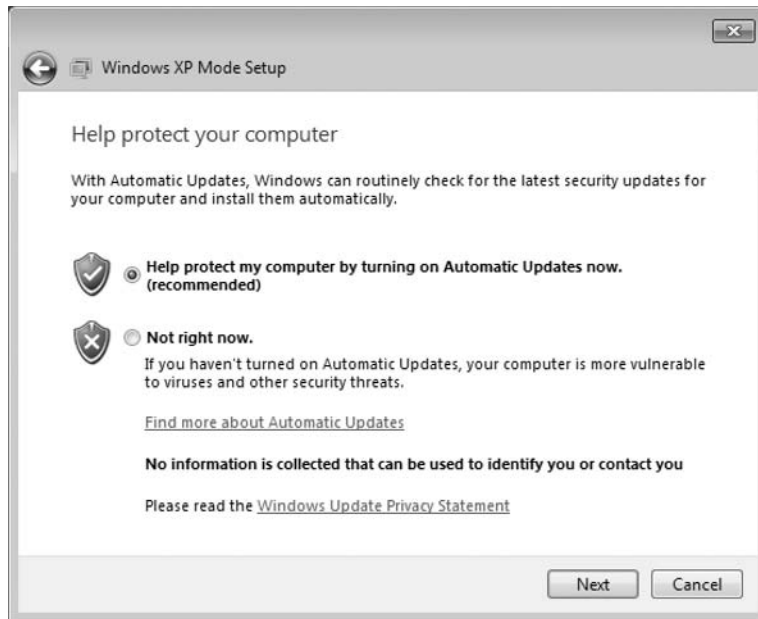 Windows XP Mode Setup
Help protect your computer
With Automatic Updates, Windows can routinely check for the latest security updates for
your computer and install them automatically.
Help protect my computer by turning on Automatic Updates now.
(recommended)
Not right now.
If you haven't turned on Automatic Updates, your computer is more vulnerable
to viruses and other security threats.
Find more about Automatic Updates
No information is collected that can be used to identify you or contact you
Please read the Windows Update Privacy Statement
Next Cancel